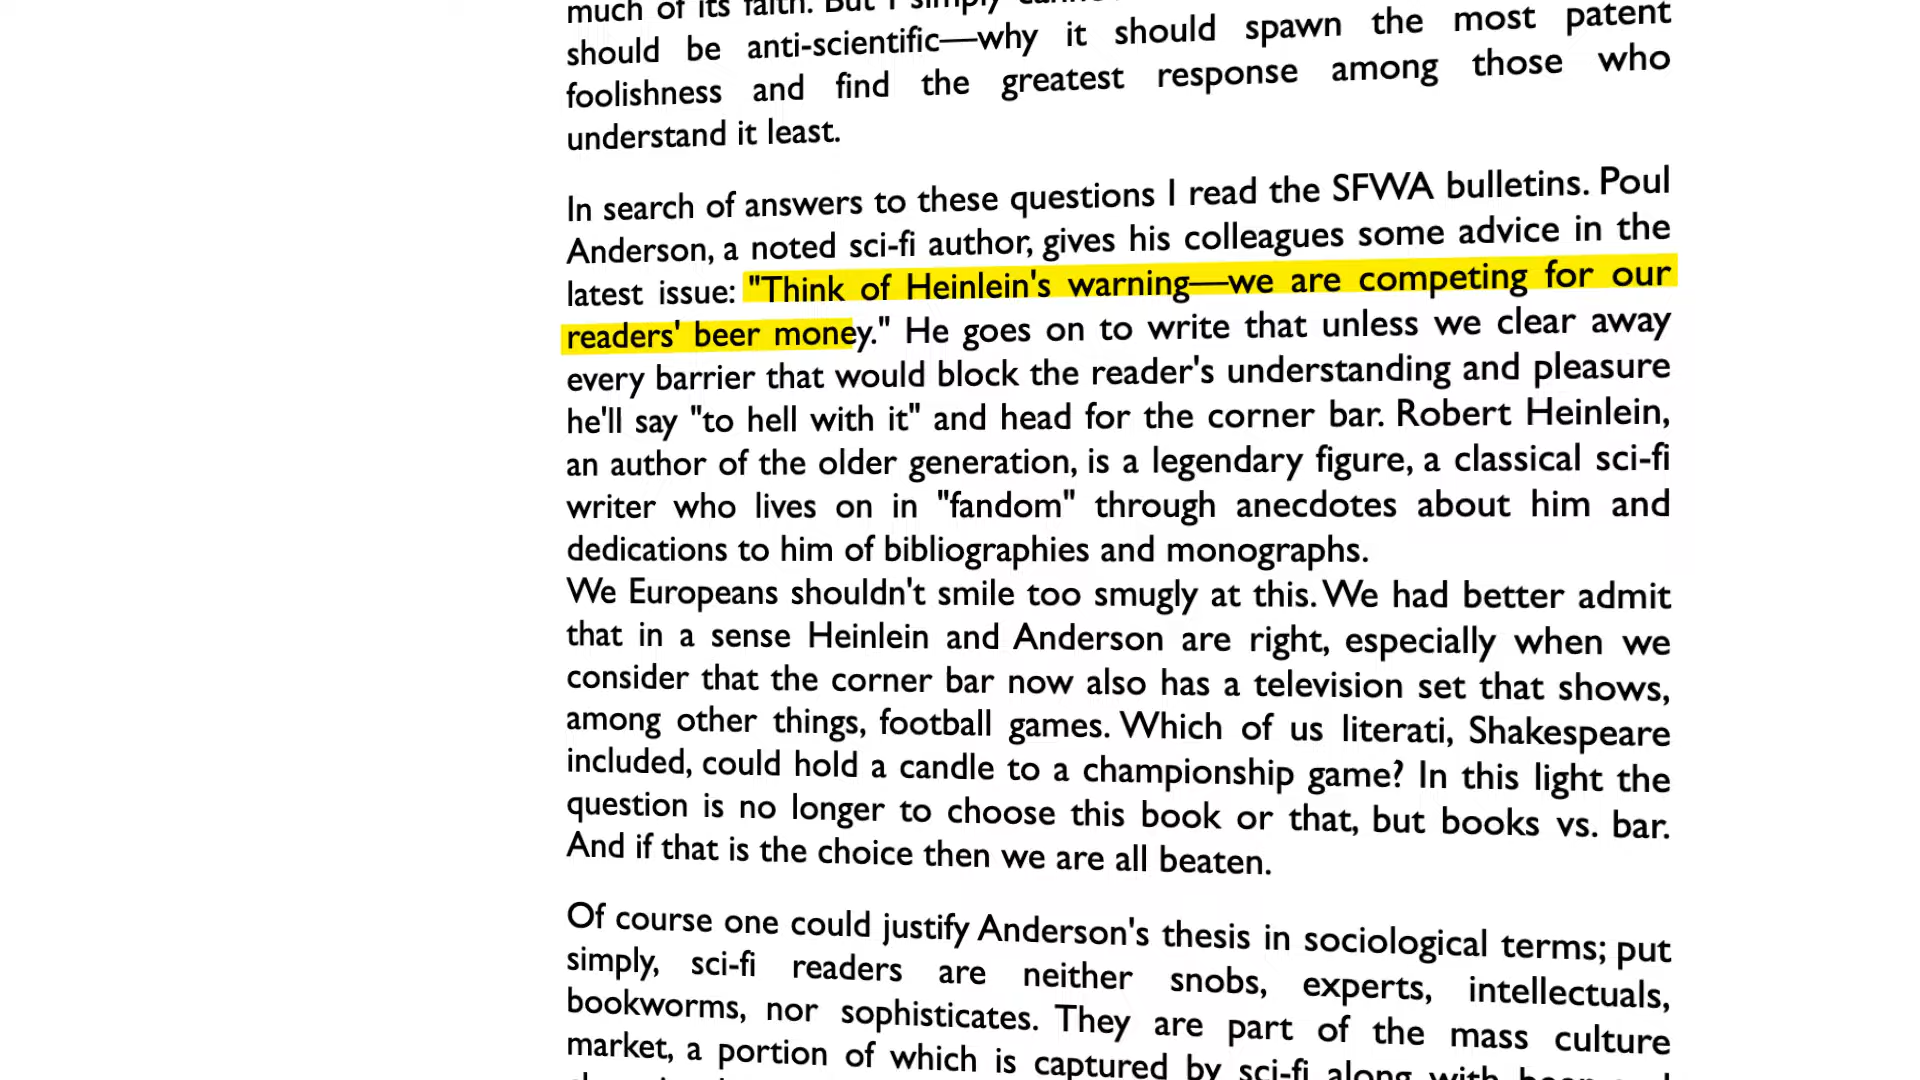 much of its faith. But I simply
should be anti-scientific—why it should spawn the most patent
foolishness and find the greatest response among those who
understand it least.
In search of answers to these questions I read the SFWA bulletins. Poul
Anderson, a noted sci-fi author, gives his colleagues some advice in the
latest issue: "Think of Heinlein's warning—we are competing for our
readers' beer money." He goes on to write that unless we clear away
every barrier that would block the reader's understanding and pleasure
he'll say "to hell with it" and head for the corner bar. Robert Heinlein,
an author of the older generation, is a legendary figure, a classical sci-fi
writer who lives on in "fandom" through anecdotes about him and
dedications to him of bibliographies and monographs.
We Europeans shouldn't smile too smugly at this. We had better admit
that in a sense Heinlein and Anderson are right, especially when we
consider that the corner bar now also has a television set that shows,
among other things, football games. Which of us literati, Shakespeare
included, could hold a candle to a championship game? In this light the
question is no longer to choose this book or that, but books vs. bar.
And if that is the choice then we are all beaten.
Of course one could justify Anderson's thesis in sociological terms; put
simply, sci-fi readers are neither snobs, experts, intellectuals,
bookworms, nor sophisticates. They are part of the mass culture
market, a portion of which is captured by sci-fi along with